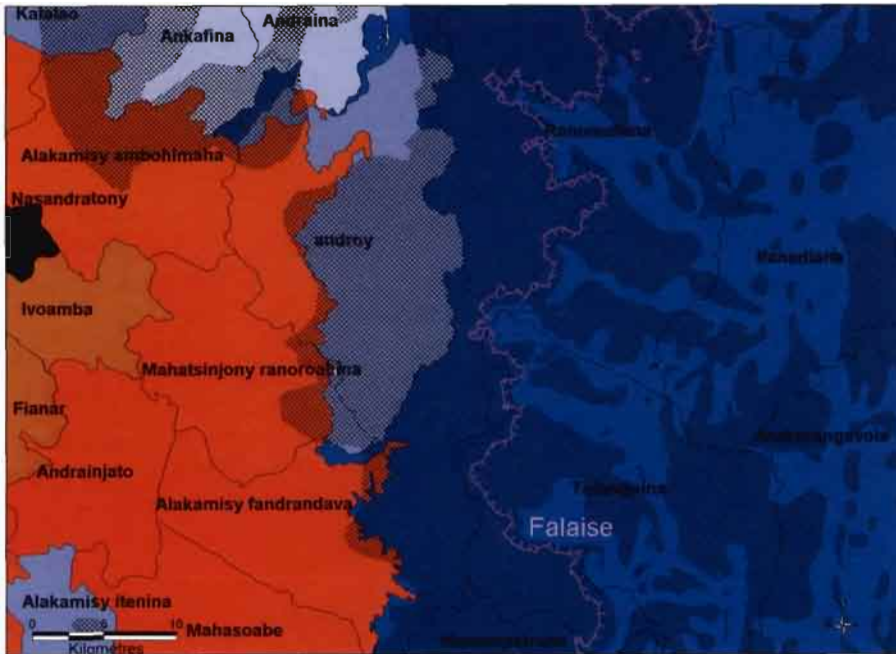 Kalalao
Andraina
Ankafina
Alakamisy ambohimaha
Nasandratony
androy
Ivoamba
Mahatsinjony ranoroahina
Fianar
Andrainjato
Alakamisy fandrandava
Falaise
Alakamisy itenina
0 5 10
Mahasoabe
Kilomètres